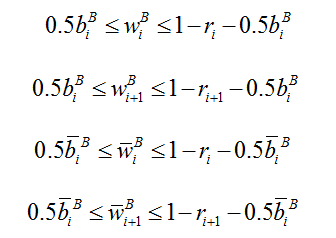 0.5b_i^B ≤ w_i^B ≤ 1 − r_i − 0.5b_i^B
0.5b_i^B ≤ w_{i+1}^B ≤ 1 − r_{i+1} − 0.5b_i^B
0.5b̄_i^B ≤ w̄_i^B ≤ 1 − r_i − 0.5b̄_i^B
0.5b̄_i^B ≤ w̄_{i+1}^B ≤ 1 − r_{i+1} − 0.5b̄_i^B